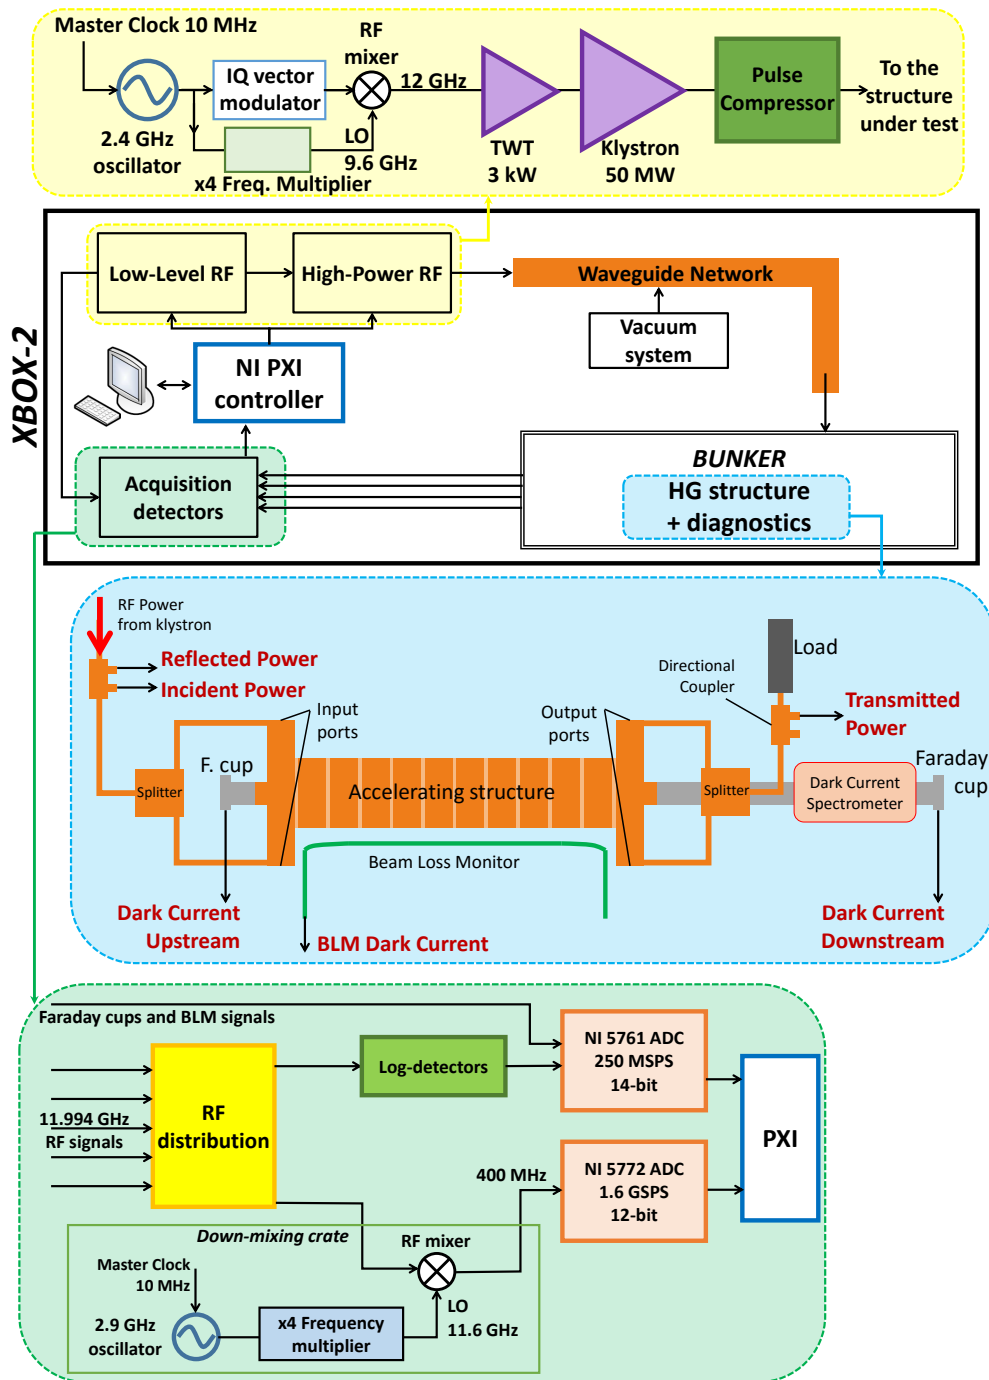 Master Clock 10 MHz
RF
mixer
IQ vector
modulator
12 GHz
Pulse
Compressor
To the
structure
under test
2.4 GHz
oscillator
LO
9.6 GHz
x4 Freq. Multiplier
TWT
3 kW
Klystron
50 MW
XBOX-2
Low-Level RF
High-Power RF
Waveguide Network
Vacuum
system
NI PXI
controller
Acquisition
detectors
BUNKER
HG structure
+ diagnostics
RF Power
from klystron
Reflected Power
Incident Power
Load
Directional
Coupler
Transmitted
Power
Input
ports
Output
ports
F. cup
Splitter
Accelerating structure
Splitter
Dark Current
Spectrometer
Faraday
cup
Beam Loss Monitor
Dark Current
Upstream
BLM Dark Current
Dark Current
Downstream
Faraday cups and BLM signals
NI 5761 ADC
250 MSPS
14-bit
Log-detectors
11.994 GHz
RF signals
RF
distribution
PXI
400 MHz
NI 5772 ADC
1.6 GSPS
12-bit
Down-mixing crate
RF mixer
Master Clock
10 MHz
LO
11.6 GHz
2.9 GHz
oscillator
x4 Frequency
multiplier